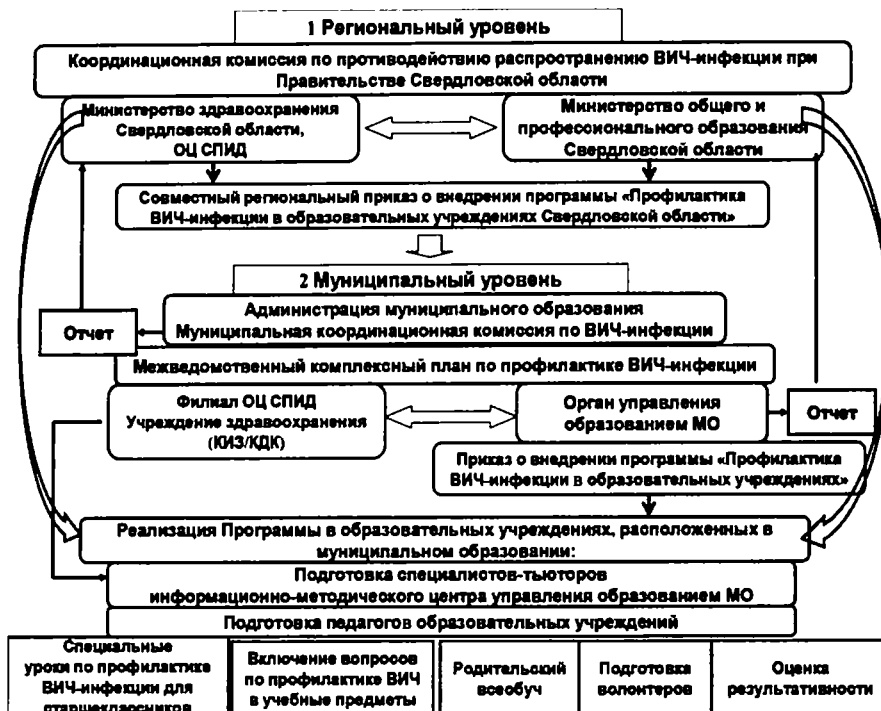 1 Региональный уровень
Координационная комиссия по противодействию распространению ВИЧ-инфекции при
Правительстве Свердловской области
Министерство здравоохранения
Свердловской области,
ОЦ СПИД
Министерство общего и
профессионального образования
Свердловской области
Совместный региональный приказ о внедрении программы «Профилактика
ВИЧ-инфекции в образовательных учреждениях Свердловской области»
2 Муниципальный уровень
Администрация муниципального образования
Муниципальная координационная комиссия по ВИЧ-инфекции
Отчет
Межведомственный комплексный план по профилактике ВИЧ-инфекции
Филиал ОЦ СПИД
Учреждение здравоохранения
(КИЗ/КДК)
Орган управления
образованием МО
Отчет
Приказ о внедрении программы «Профилактика
ВИЧ-инфекции в образовательных учреждениях»
Реализация Программы в образовательных учреждениях, расположенных в
муниципальном образовании:
Подготовка специалистов-тьюторов
информационно-методического центра управления образованием МО
Подготовка педагогов образовательных учреждений
Специальные
уроки по профилактике
ВИЧ-инфекции для
старшеклассников
Включение вопросов
по профилактике ВИЧ
в учебные предметы
Родительский
всеобуч
Подготовка
волонтеров
Оценка
результативности